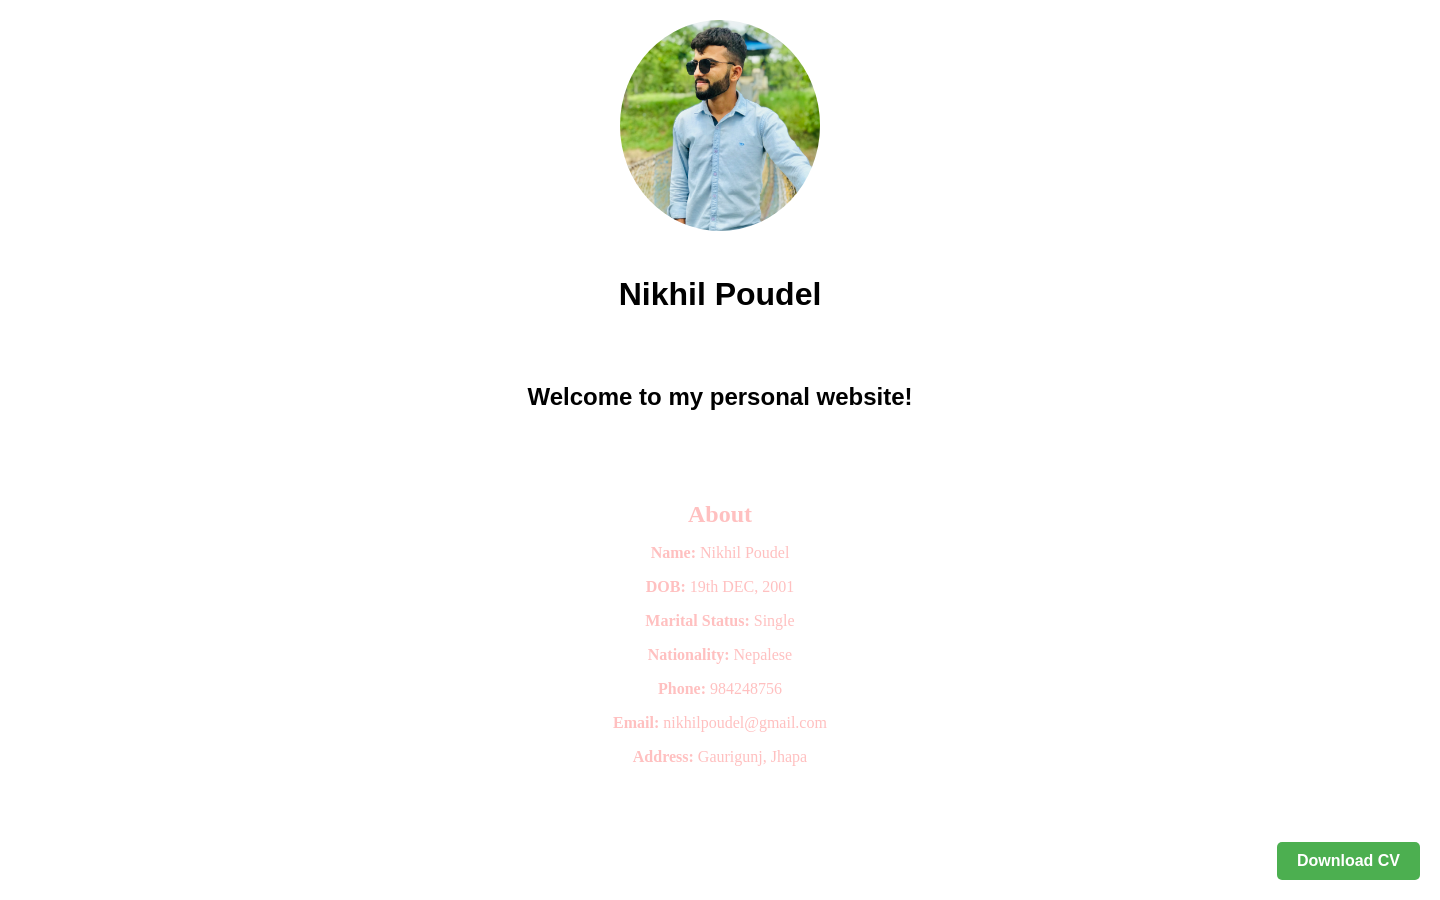 Nikhil Poudel
Welcome to my personal website!
About
Name: Nikhil Poudel
DOB: 19th DEC, 2001
Marital Status: Single
Nationality: Nepalese
Phone: 984248756
Email: nikhilpoudel@gmail.com
Address: Gaurigunj, Jhapa
Download CV